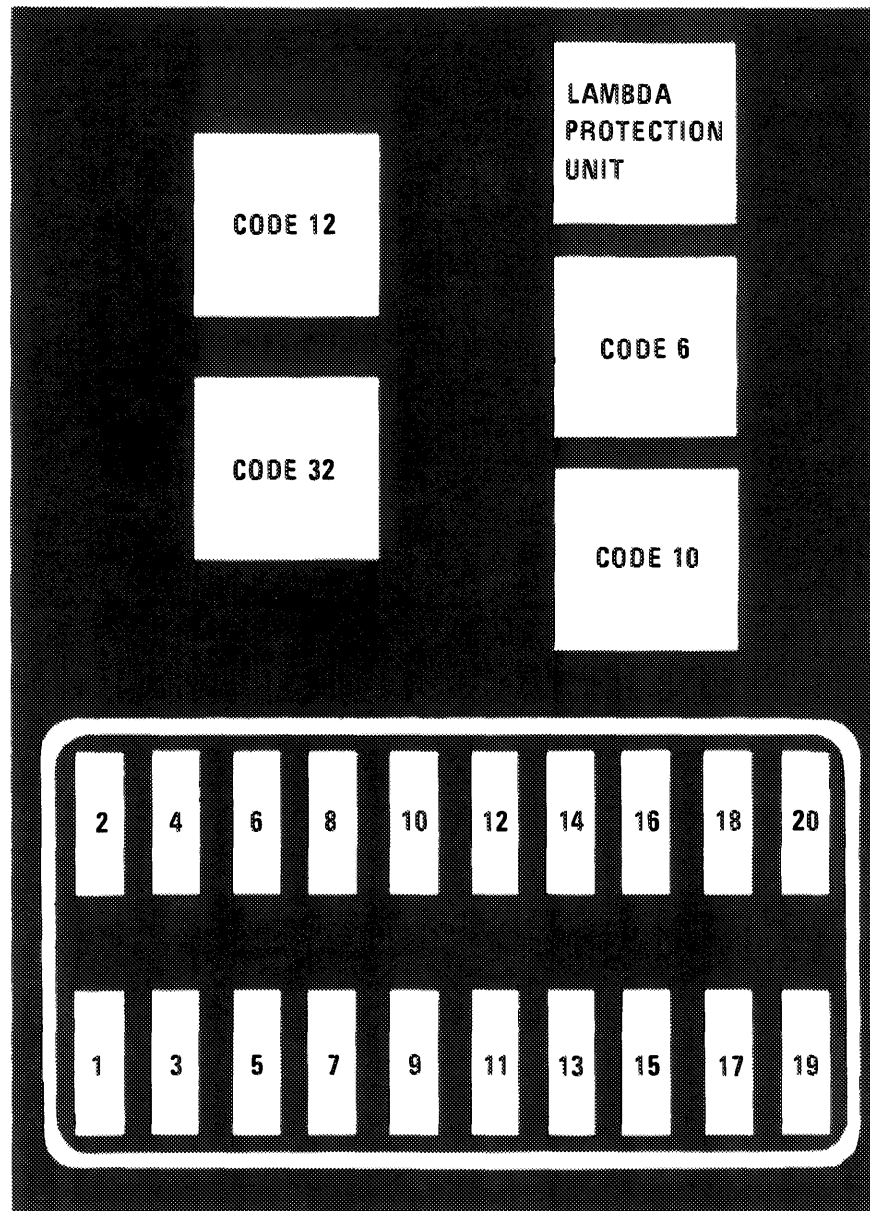 LAMBDA
PROTECTION
UNIT
CODE 12
CODE 6
CODE 32
CODE 10
2 4 6 8 10 12 14 16 18 20
1 3 5 7 9 11 13 15 17 19